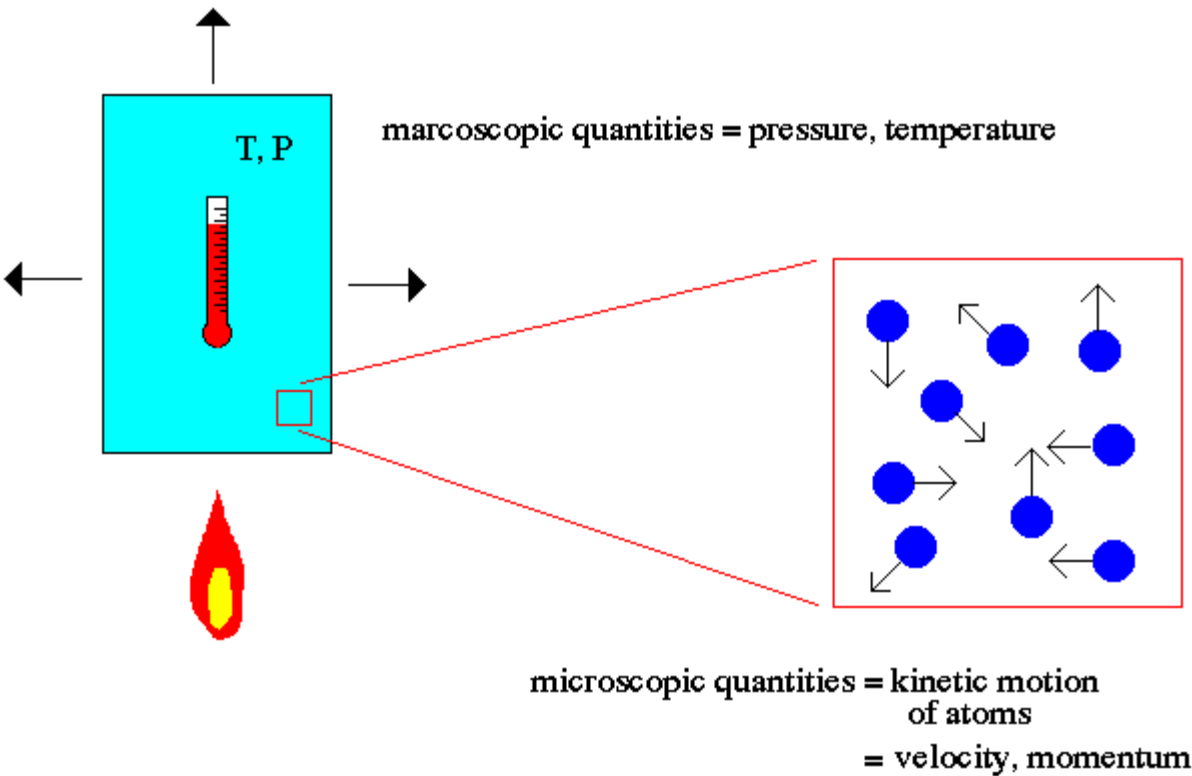 T, P
marcoscopic quantities = pressure, temperature
microscopic quantities = kinetic motion
of atoms
= velocity, momentum